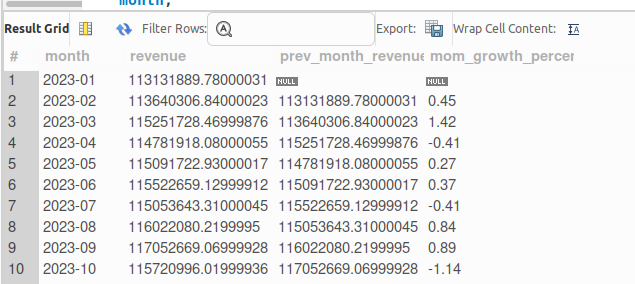 month;
Result Grid Filter Rows: A Export: Wrap Cell Content: IA
# month revenue prev_month_revenue mom_growth_percen
1 2023-01 113131889.78000031 NULL NULL
2 2023-02 113640306.84000023 113131889.78000031 0.45
3 2023-03 115251728.46999876 113640306.84000023 1.42
4 2023-04 114781918.08000055 115251728.46999876 -0.41
5 2023-05 115091722.93000017 114781918.08000055 0.27
6 2023-06 115522659.12999912 115091722.93000017 0.37
7 2023-07 115053643.31000045 115522659.12999912 -0.41
8 2023-08 116022080.2199995 115053643.31000045 0.84
9 2023-09 117052669.06999928 116022080.2199995 0.89
10 2023-10 115720996.01999936 117052669.06999928 -1.14